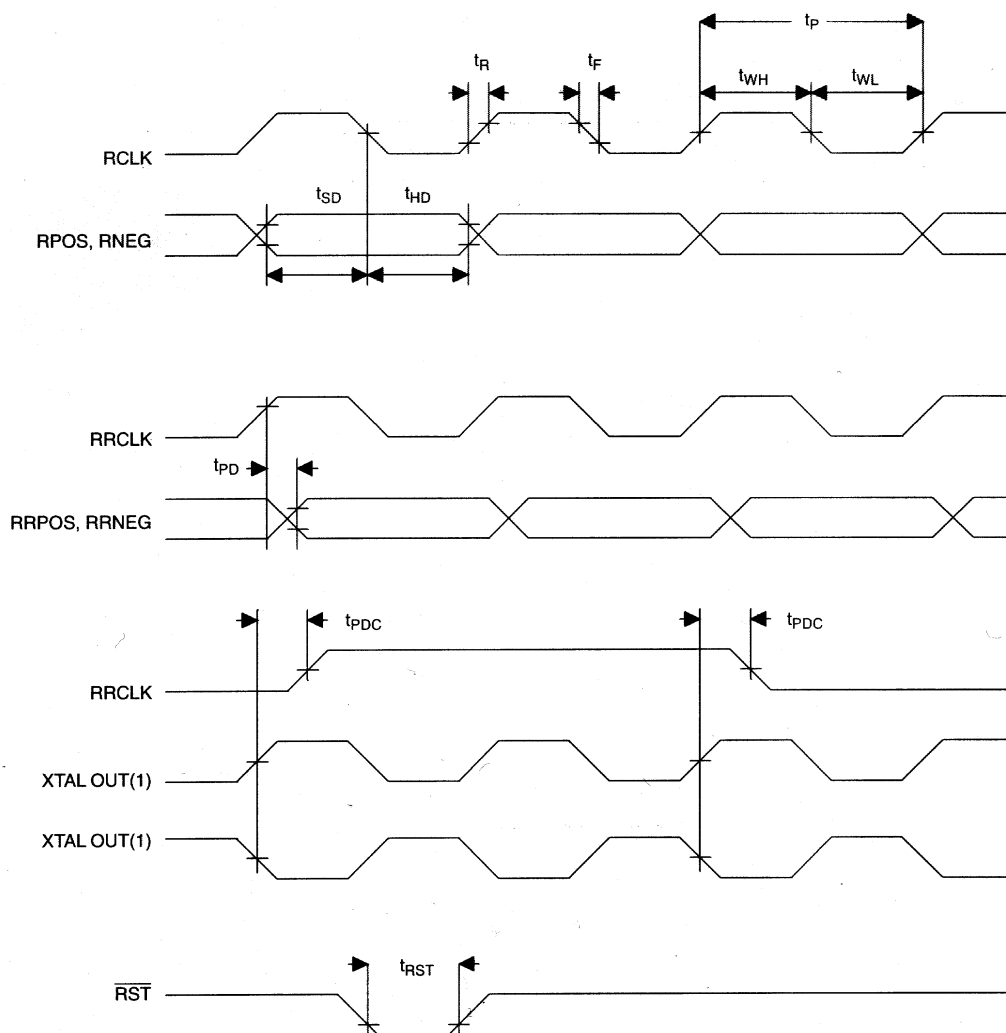 tP
tR
tF
tWH
tWL
RCLK
tSD
tHD
RPOS, RNEG
RRCLK
tPD
RRPOS, RRNEG
tPDC
tPDC
RRCLK
XTAL OUT(1)
XTAL OUT(1)
tRST
RST